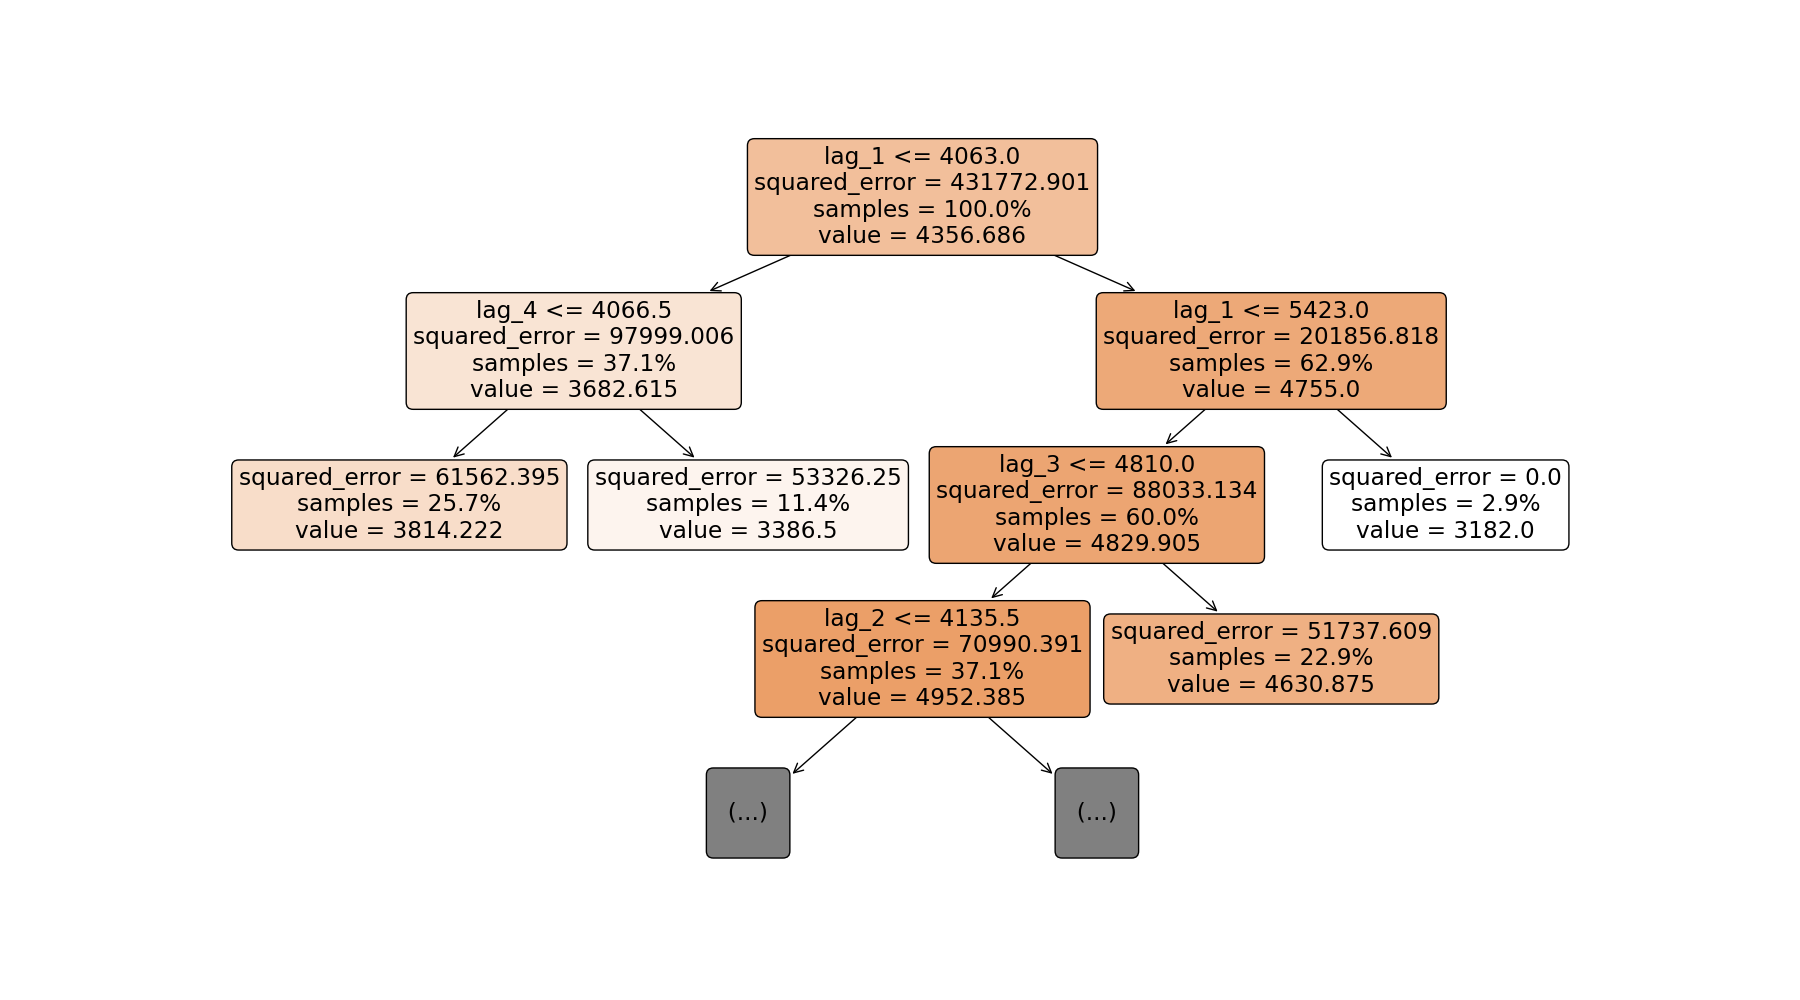 lag_1 <= 4063.0
squared_error = 431772.901
samples = 100.0%
value = 4356.686
lag_4 <= 4066.5
squared_error = 97999.006
samples = 37.1%
value = 3682.615
lag_1 <= 5423.0
squared_error = 201856.818
samples = 62.9%
value = 4755.0
squared_error = 61562.395
samples = 25.7%
value = 3814.222
squared_error = 53326.25
samples = 11.4%
value = 3386.5
lag_3 <= 4810.0
squared_error = 88033.134
samples = 60.0%
value = 4829.905
squared_error = 0.0
samples = 2.9%
value = 3182.0
lag_2 <= 4135.5
squared_error = 70990.391
samples = 37.1%
value = 4952.385
squared_error = 51737.609
samples = 22.9%
value = 4630.875
(...)
(...)